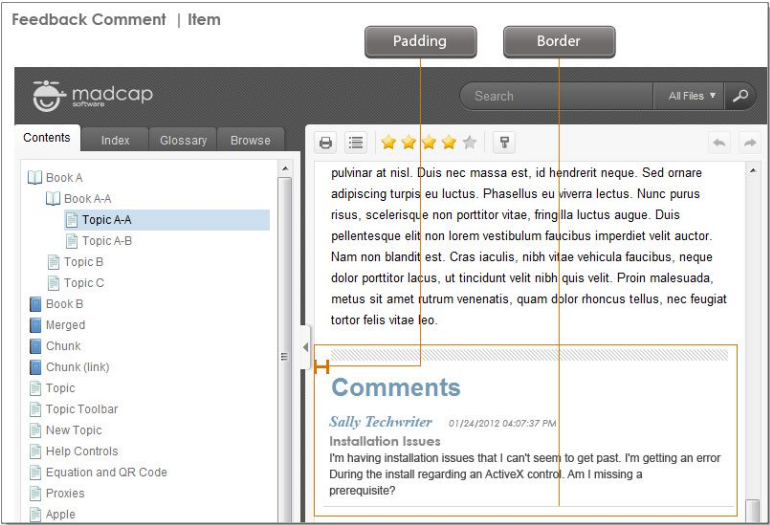 Feedback Comment | Item
Padding
Border
madcap
software
Search
All Files
Contents
Index
Glossary
Browse
Book A
Book A-A
Topic A-A
Topic A-B
Topic B
Topic C
Book B
Merged
Chunk
Chunk (link)
Topic
Topic Toolbar
New Topic
Help Controls
Equation and QR Code
Proxies
Apple
pulvinar at nisl. Duis nec massa est, id hendrerit neque. Sed ornare
adipiscing turpis eu luctus. Phasellus eu viverra lectus. Nunc purus
risus, scelerisque non porttitor vitae, fringilla luctus augue. Duis
pellentesque elit non lorem vestibulum faucibus imperdiet velit auctor.
Nam non blandit est. Cras iaculis, nibh vitae vehicula faucibus, neque
dolor porttitor lacus, ut tincidunt velit nibh quis velit. Proin malesuada,
metus sit amet rutrum venenatis, quam dolor rhoncus tellus, nec feugiat
tortor felis vitae leo.
Comments
Sally Techwriter 01/24/2012 04:07:37 PM
Installation Issues
I'm having installation issues that I can't seem to get past. I'm getting an error
During the install regarding an ActiveX control. Am I missing a
prerequisite?